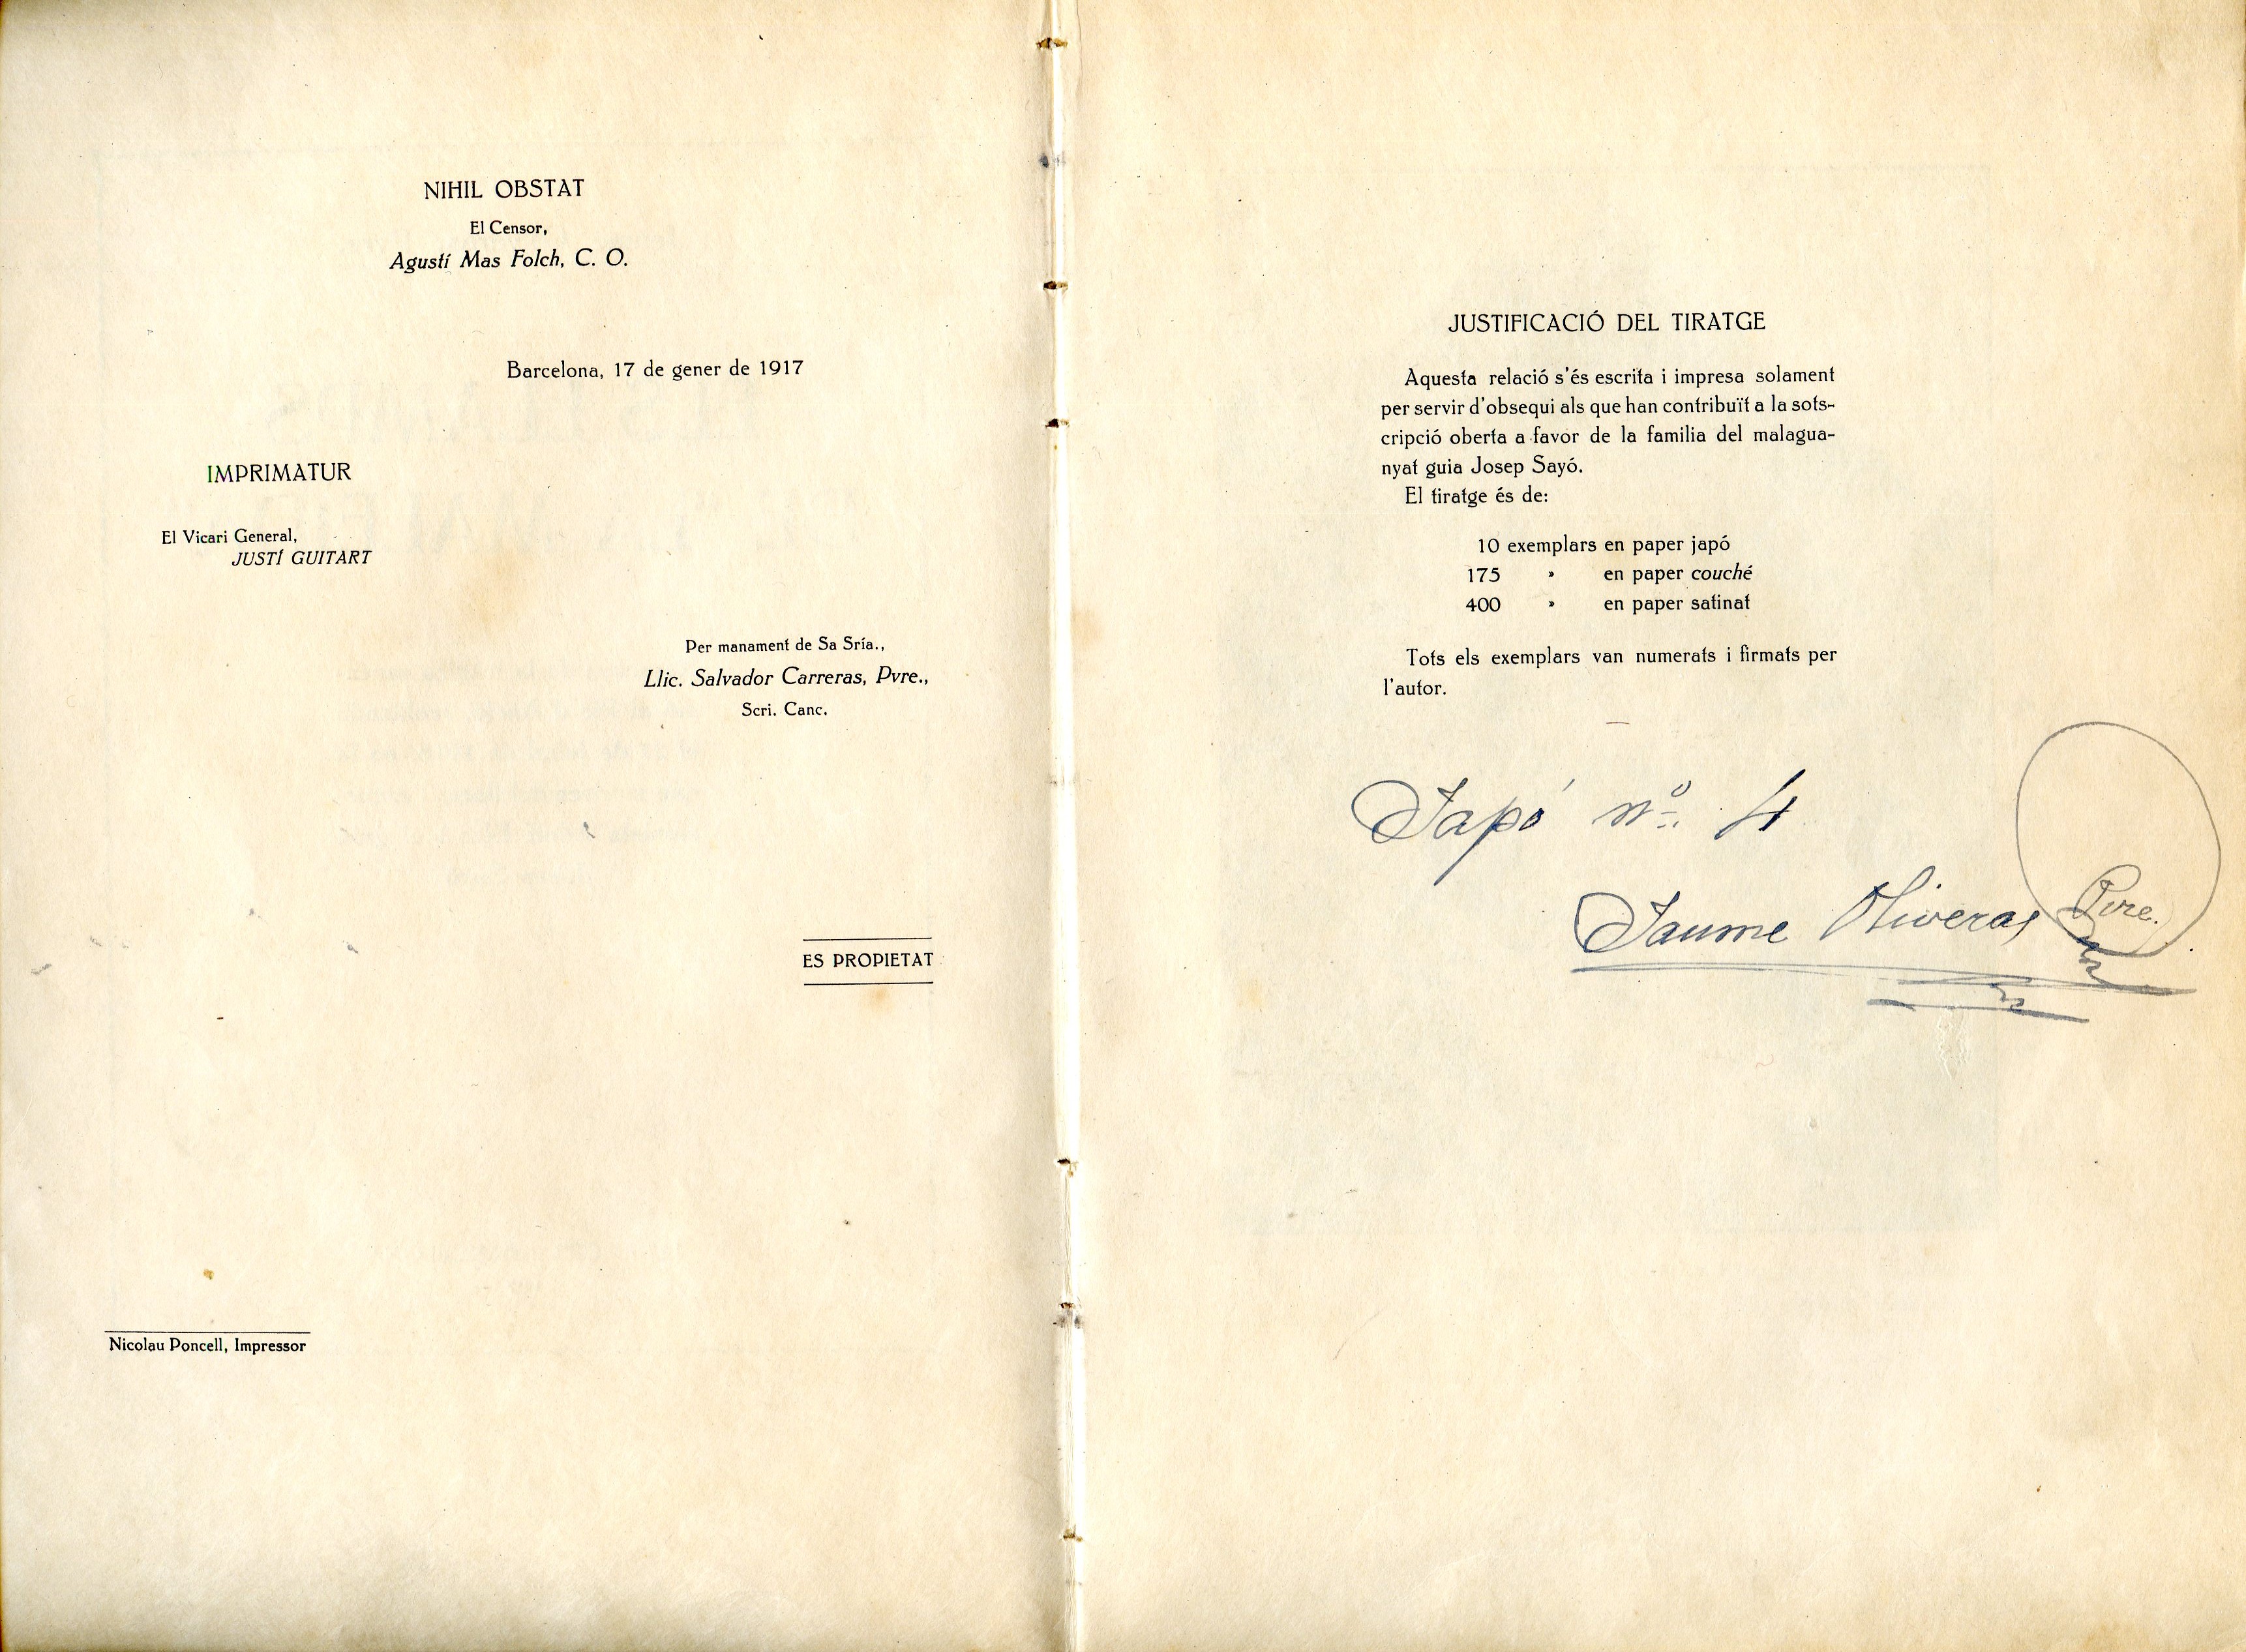 NIHIL OBSTAT
El Censor,
Agustí Mas Folch, C. O.
Barcelona, 17 de gener de 1917
IMPRIMATUR
El Vicari General,
JUSTÍ GUITART
Per manament de Sa Sría.,
Llic. Salvador Carreras, Pvre.,
Scri. Canc.
ES PROPIETAT
Nicolau Poncell, Impressor
JUSTIFICACIÓ DEL TIRATGE
Aquesta relació s'és escrita i impresa solament
per servir d'obsequi als que han contribuït a la sots-
cripció oberta a favor de la familia del malagua-
nyat guia Josep Sayó.
El tiratge és de:
10 exemplars en paper japó
175 » en paper couché
400 » en paper satinat
Tots els exemplars van numerats i firmats per
l'autor.
Japó nº. 4
Jaume Oliveras Pvre.